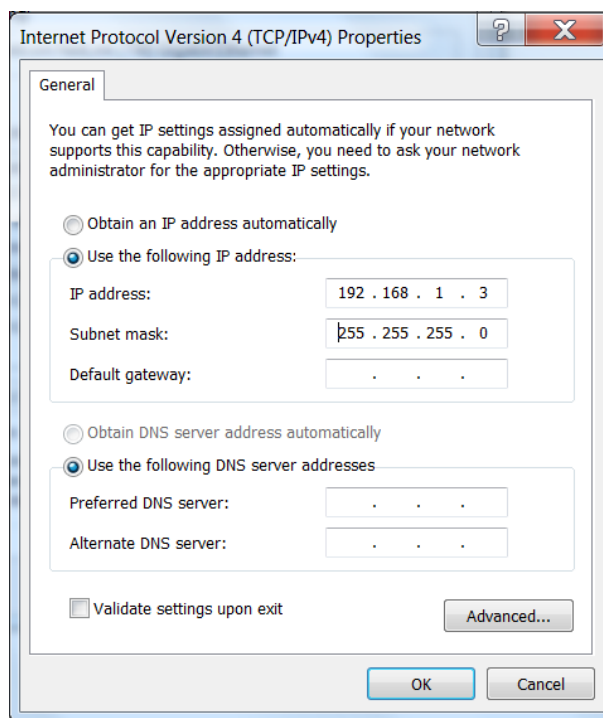 Internet Protocol Version 4 (TCP/IPv4) Properties
?
X
General
You can get IP settings assigned automatically if your network
supports this capability. Otherwise, you need to ask your network
administrator for the appropriate IP settings.
Obtain an IP address automatically
Use the following IP address:
IP address: 192 . 168 . 1 . 3
Subnet mask: 255 . 255 . 255 . 0
Default gateway: . . .
Obtain DNS server address automatically
Use the following DNS server addresses
Preferred DNS server: . . .
Alternate DNS server: . . .
Validate settings upon exit
Advanced...
OK Cancel